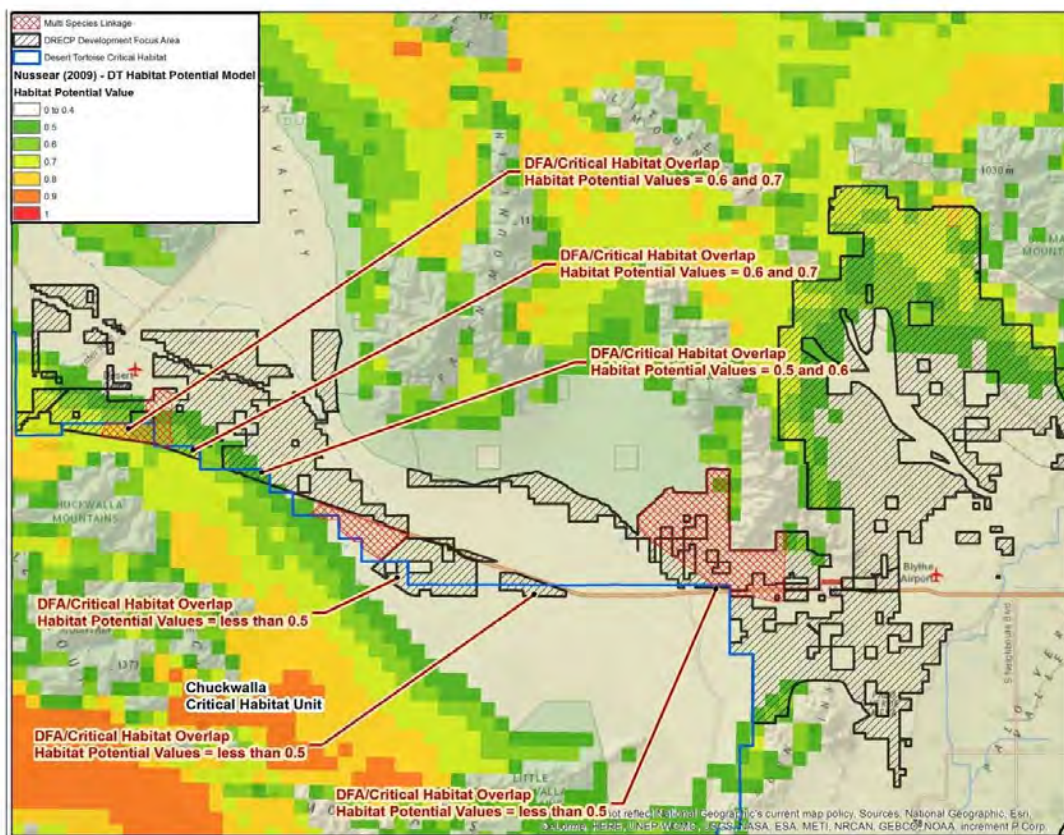 Multi Species Linkage
DRECP Development Focus Area
Desert Tortoise Critical Habitat
Nussear (2009) - DT Habitat Potential Model
Habitat Potential Value
0 to 0.4
0.5
0.6
0.7
0.8
0.9
1
VALLEY
1030 m
DFA/Critical Habitat Overlap
Habitat Potential Values = 0.6 and 0.7
DFA/Critical Habitat Overlap
Habitat Potential Values = 0.6 and 0.7
DFA/Critical Habitat Overlap
Habitat Potential Values = 0.5 and 0.6
MOUNTAINS
Blythe
Airport
DFA/Critical Habitat Overlap
Habitat Potential Values = less than 0.5
1373
S Neighbours Blvd
Chuckwalla
Critical Habitat Unit
DFA/Critical Habitat Overlap
Habitat Potential Values = less than 0.5
LITTLE
DFA/Critical Habitat Overlap
Habitat Potential Values = less than 0.5
not reflect National Geographic's current map policy. Sources: National Geographic, Esri,
NASA, ESA, METI, NRCAN, GEBCO, NOAA, increment P Corp.